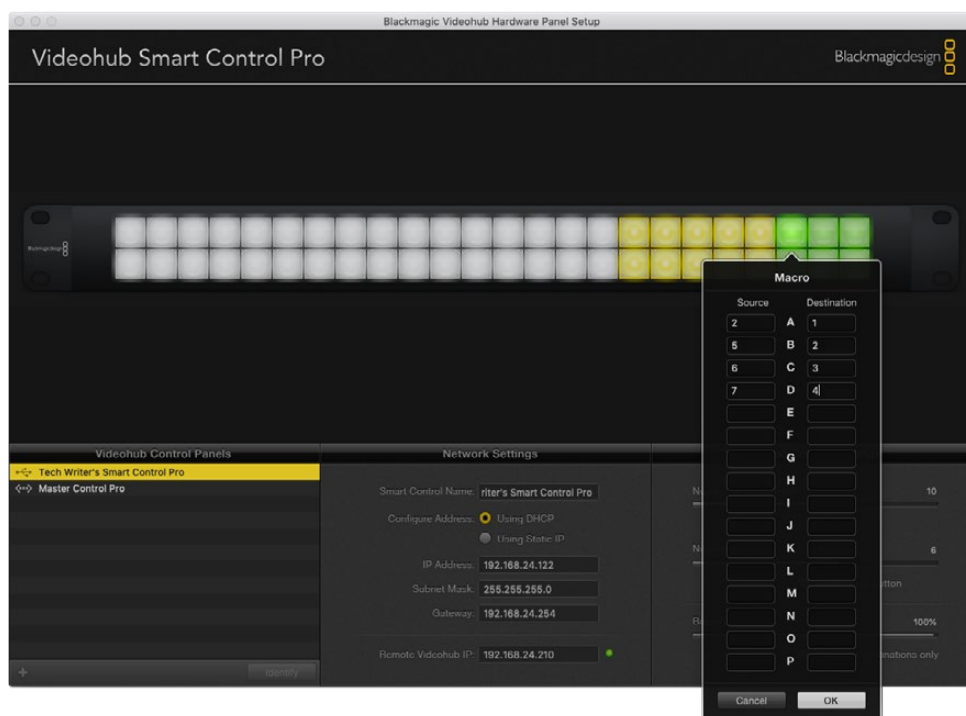 Blackmagic Videohub Hardware Panel Setup
Videohub Smart Control Pro
Blackmagicdesign
Blackmagicdesign
Macro
Source Destination
2 A 1
5 B 2
6 C 3
7 D 4
E
F
G
H
I
J
K
L
M
N
O
P
Cancel OK
Videohub Control Panels
Tech Writer's Smart Control Pro
Master Control Pro
Identify
Network Settings
Smart Control Name: riter's Smart Control Pro
Configure Address: Using DHCP
Using Static IP
IP Address: 192.168.24.122
Subnet Mask: 255.255.255.0
Gateway: 192.168.24.254
Remote Videohub IP: 192.168.24.210
10
6
100%